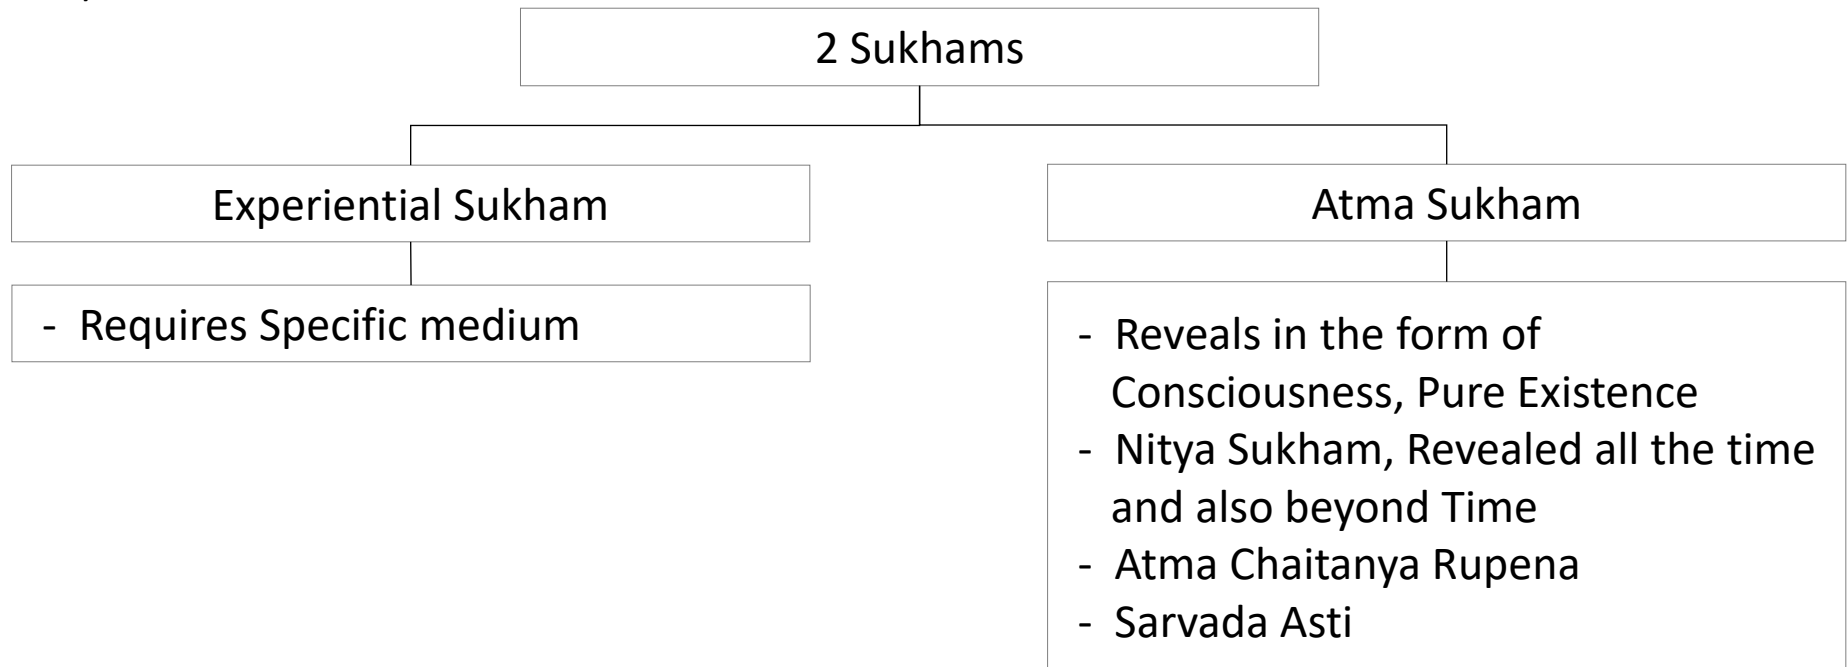 2 Sukhams
Experiential Sukham
Atma Sukham
- Requires Specific medium
- Reveals in the form of
Consciousness, Pure Existence
- Nitya Sukham, Revealed all the time
and also beyond Time
- Atma Chaitanya Rupena
- Sarvada Asti